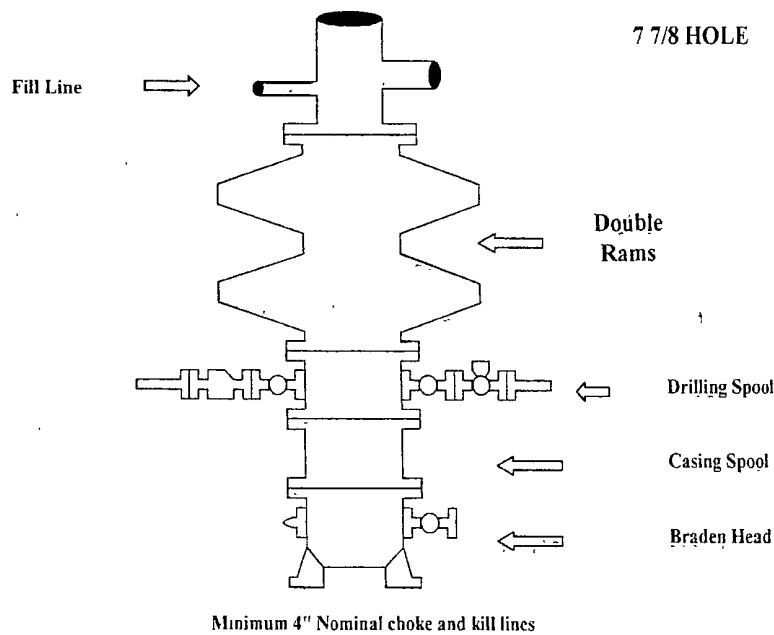 7 7/8 HOLE
Fill Line
Double
Rams
Drilling Spool
Casing Spool
Braden Head
Minimum 4" Nominal choke and kill lines